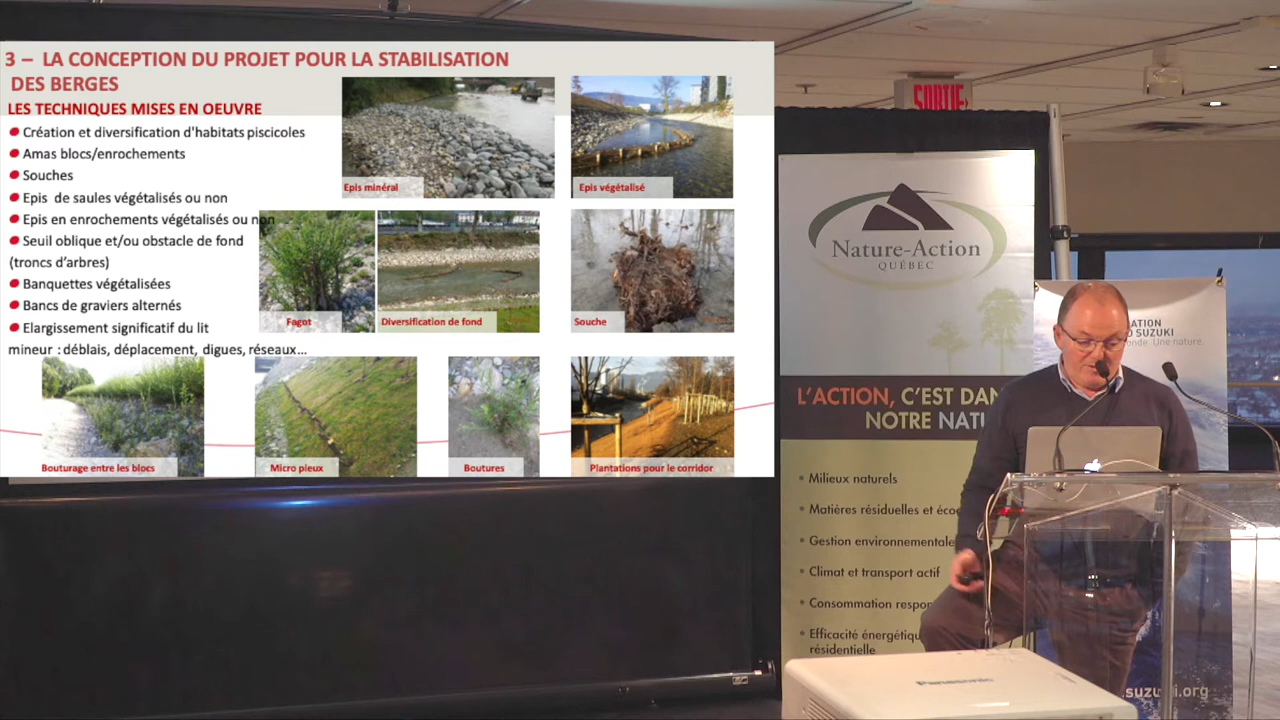 3 – LA CONCEPTION DU PROJET POUR LA STABILISATION
DES BERGES
LES TECHNIQUES MISES EN OEUVRE
Création et diversification d'habitats piscicoles
Amas blocs/enrochements
Souches
Epis de saules végétalisés ou non
Epis en enrochements végétalisés ou non
Seuil oblique et/ou obstacle de fond
(troncs d'arbres)
Banquettes végétalisées
Bancs de graviers alternés
Elargissement significatif du lit
mineur : déblais, déplacement, digues, réseaux...
Epis minéral
Epis végétalisé
Fagot
Diversification de fond
Souche
Bouturage entre les blocs
Micro pieux
Boutures
Plantations pour le corridor
SORTIE
Nature-Action
QUÉBEC
L'ACTION, C'EST DAN
NOTRE NATU
Milieux naturels
Matières résiduelles et éco
Gestion environnementale
Climat et transport actif
Consommation respon
Efficacité énergétiqu
résidentielle
ATION
SUZUKI
onde. Une nature.
Panasonic
.org